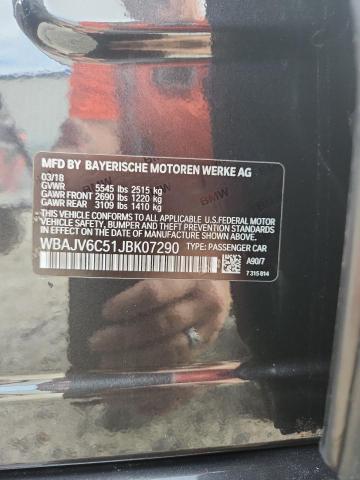 MFD BY BAYERISCHE MOTOREN WERKE AG
03/18
GVWR 5545 lbs 2515 kg
GAWR FRONT 2690 lbs 1220 kg
GAWR REAR 3109 lbs 1410 kg
THIS VEHICLE CONFORMS TO ALL APPLICABLE U.S.FEDERAL MOTOR
VEHICLE SAFETY, BUMPER AND THEFT PREVENTION STANDARDS
IN EFFECT ON THE DATE OF MANUFACTURE SHOWN ABOVE.
WBAJV6C51JBK07290 TYPE: PASSENGER CAR
A90/7
7 315 814
BMW
BMW